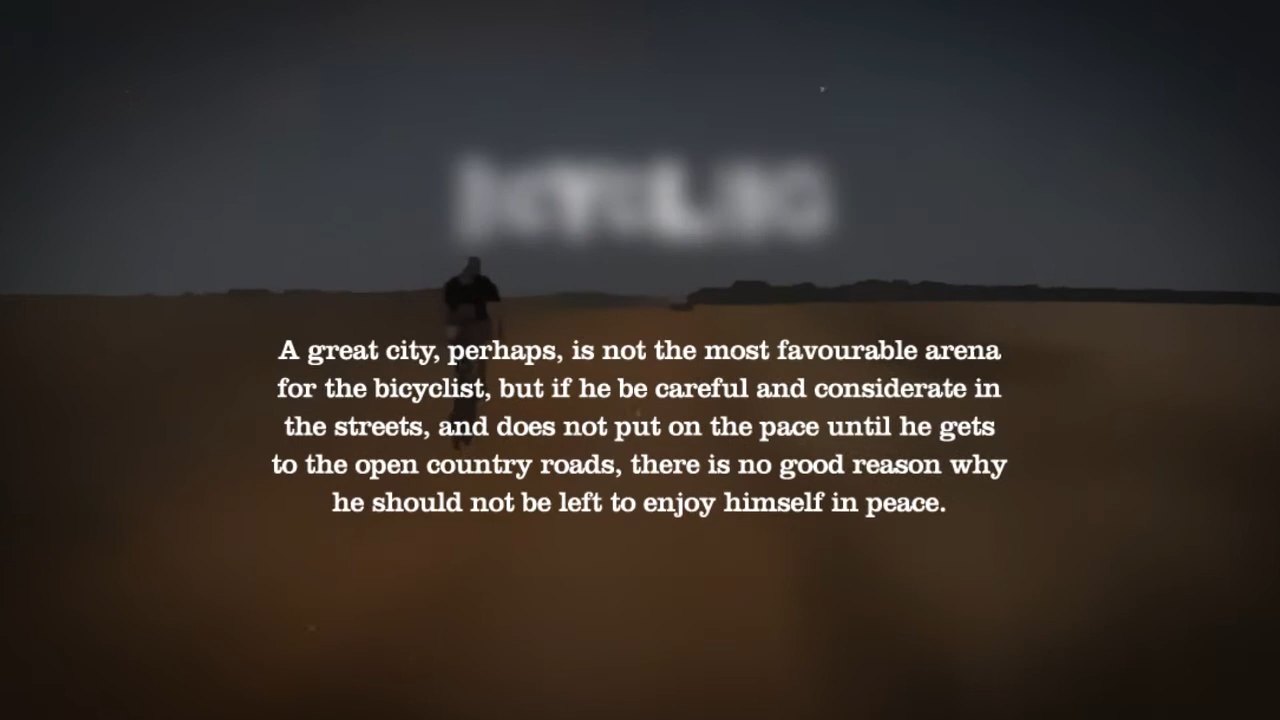 A great city, perhaps, is not the most favourable arena
for the bicyclist, but if he be careful and considerate in
the streets, and does not put on the pace until he gets
to the open country roads, there is no good reason why
he should not be left to enjoy himself in peace.